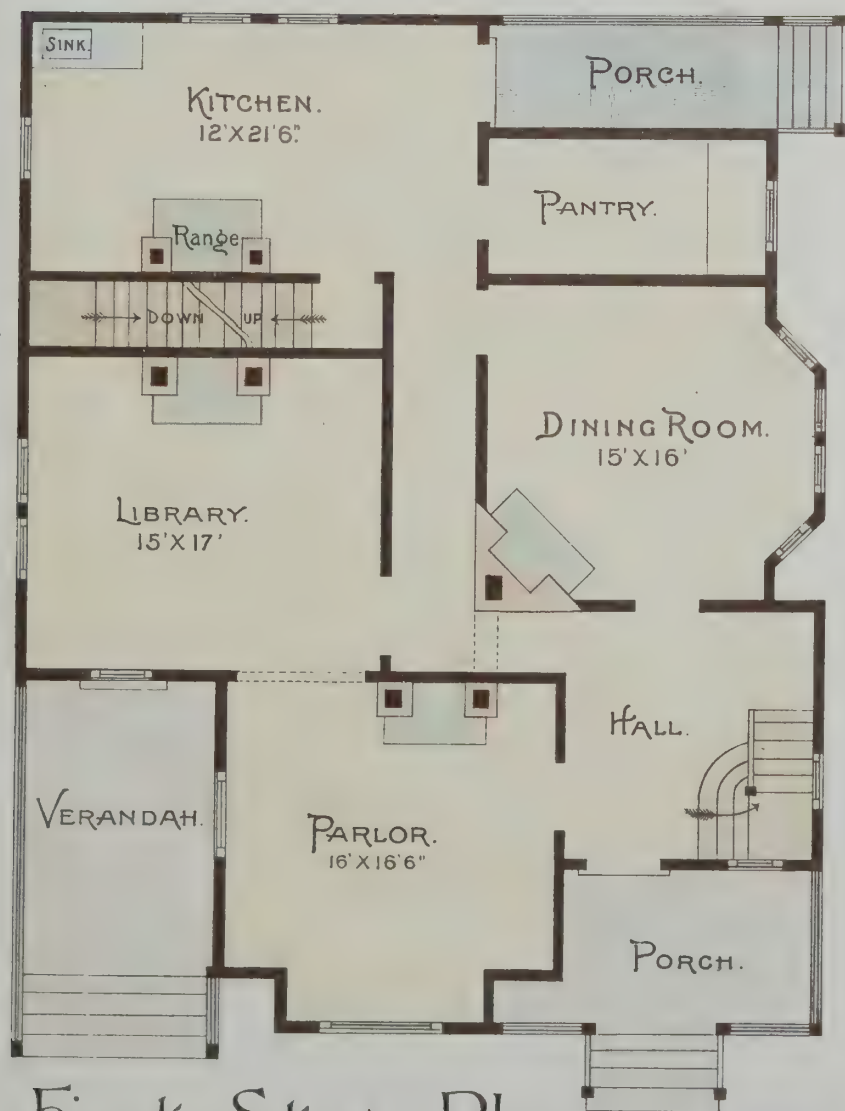 SINK.
KITCHEN.
12'X21'6"
PORCH.
PANTRY.
Range
DOWN UP
DINING ROOM.
15'X16'
LIBRARY.
15'X17'
HALL.
VERANDAH.
PARLOR.
16'X16'6"
PORCH.